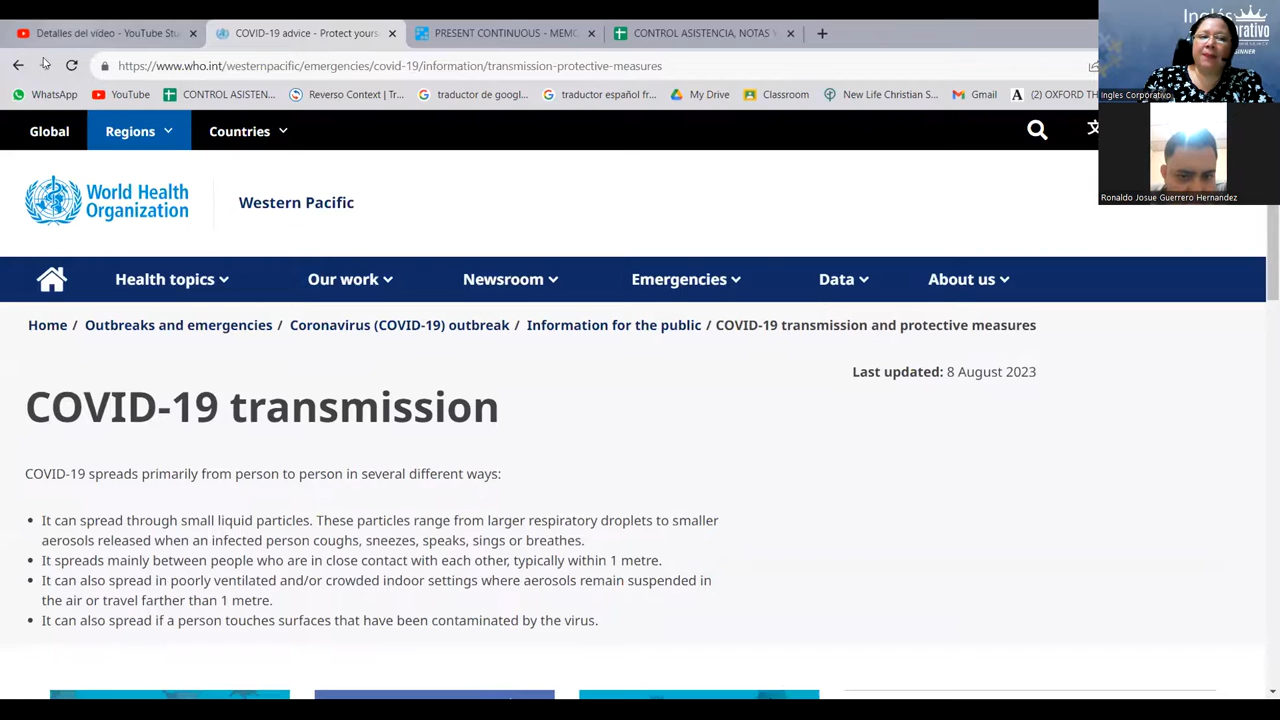 Detalles del vídeo - YouTube Stu
COVID-19 advice - Protect yours
PRESENT CONTINUOUS - MEMO
CONTROL ASISTENCIA, NOTAS Y
https://www.who.int/westernpacific/emergencies/covid-19/information/transmission-protective-measures
WhatsApp
YouTube
CONTROL ASISTEN...
Reverso Context | Tr...
traductor de googl...
traductor español fr...
My Drive
Classroom
New Life Christian S...
Gmail
(2) OXFORD TH
Inglés
orporativo
INNER
Ingles Corporativo
Ronaldo Josue Guerrero Hernandez
Global
Regions
Countries
World Health
Organization
Western Pacific
Health topics
Our work
Newsroom
Emergencies
Data
About us
Home / Outbreaks and emergencies / Coronavirus (COVID-19) outbreak / Information for the public / COVID-19 transmission and protective measures
Last updated: 8 August 2023
COVID-19 transmission
COVID-19 spreads primarily from person to person in several different ways:
• It can spread through small liquid particles. These particles range from larger respiratory droplets to smaller
aerosols released when an infected person coughs, sneezes, speaks, sings or breathes.
• It spreads mainly between people who are in close contact with each other, typically within 1 metre.
• It can also spread in poorly ventilated and/or crowded indoor settings where aerosols remain suspended in
the air or travel farther than 1 metre.
• It can also spread if a person touches surfaces that have been contaminated by the virus.